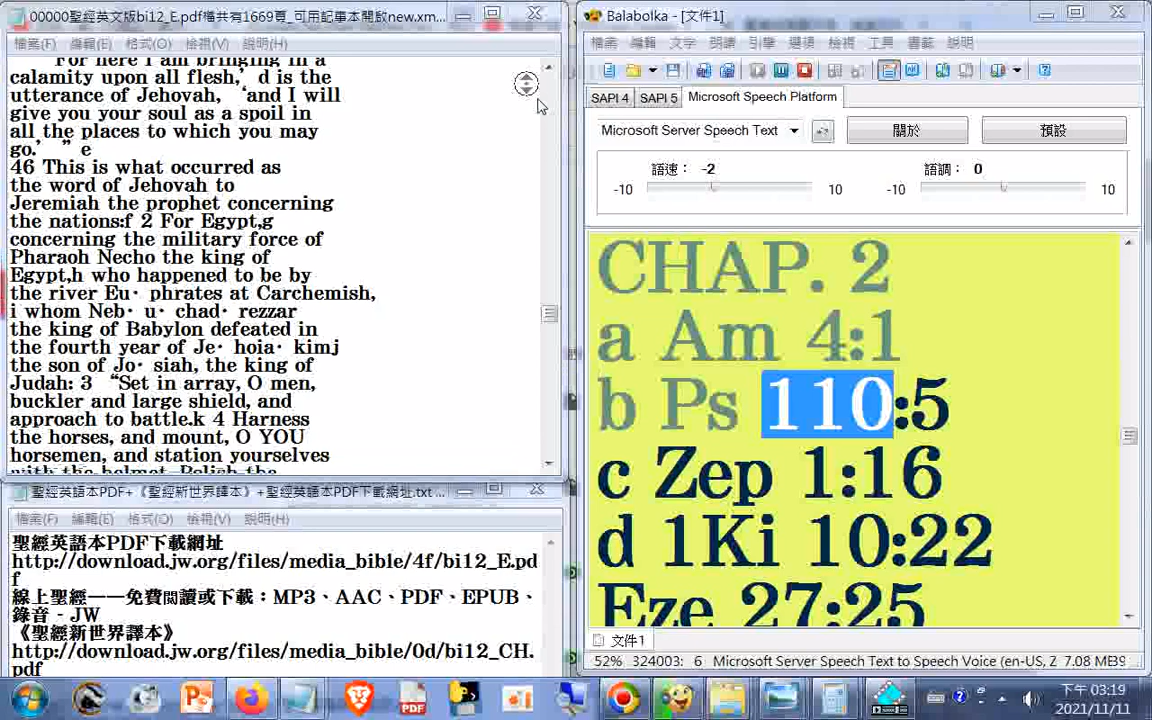 00000聖經英文版bi12_E.pdf檔共有1669頁_可用記事本開啟new.xm...
檔案(F) 編輯(E) 格式(O) 檢視(V) 說明(H)
For here I am bringing in a
calamity upon all flesh,’ d is the
utterance of Jehovah, ‘and I will
give you your soul as a spoil in
all the places to which you may
go.’ ” e
46 This is what occurred as
the word of Jehovah to
Jeremiah the prophet concerning
the nations:f 2 For Egypt,g
concerning the military force of
Pharaoh Necho the king of
Egypt,h who happened to be by
the river Eu· phrates at Carchemish,
i whom Neb· u· chad· rezzar
the king of Babylon defeated in
the fourth year of Je· hoia· kimj
the son of Jo· siah, the king of
Judah: 3 “Set in array, O men,
buckler and large shield, and
approach to battle.k 4 Harness
the horses, and mount, O YOU
horsemen, and station yourselves
with the helmet. Polish the
聖經英語本PDF+《聖經新世界譯本》+聖經英語本PDF下載網址.txt ...
檔案(F) 編輯(E) 格式(O) 檢視(V) 說明(H)
聖經英語本PDF下載網址
http://download.jw.org/files/media_bible/4f/bi12_E.pd
f
線上聖經——免費閱讀或下載：MP3、AAC、PDF、EPUB、
錄音 - JW
《聖經新世界譯本》
http://download.jw.org/files/media_bible/0d/bi12_CH.
pdf
Balabolka - [文件1]
檔案 編輯 文字 朗讀 引擎 選項 檢視 工具 書籤 說明
SAPI 4 SAPI 5 Microsoft Speech Platform
Microsoft Server Speech Text 關於 預設
語速： -2 語調： 0
-10 10 -10 10
CHAP. 2
a Am 4:1
b Ps 110:5
c Zep 1:16
d 1Ki 10:22
Eze 27:25
文件1
52% 324003: 6 Microsoft Server Speech Text to Speech Voice (en-US, Z 7.08 MB
下午 03:19
2021/11/11